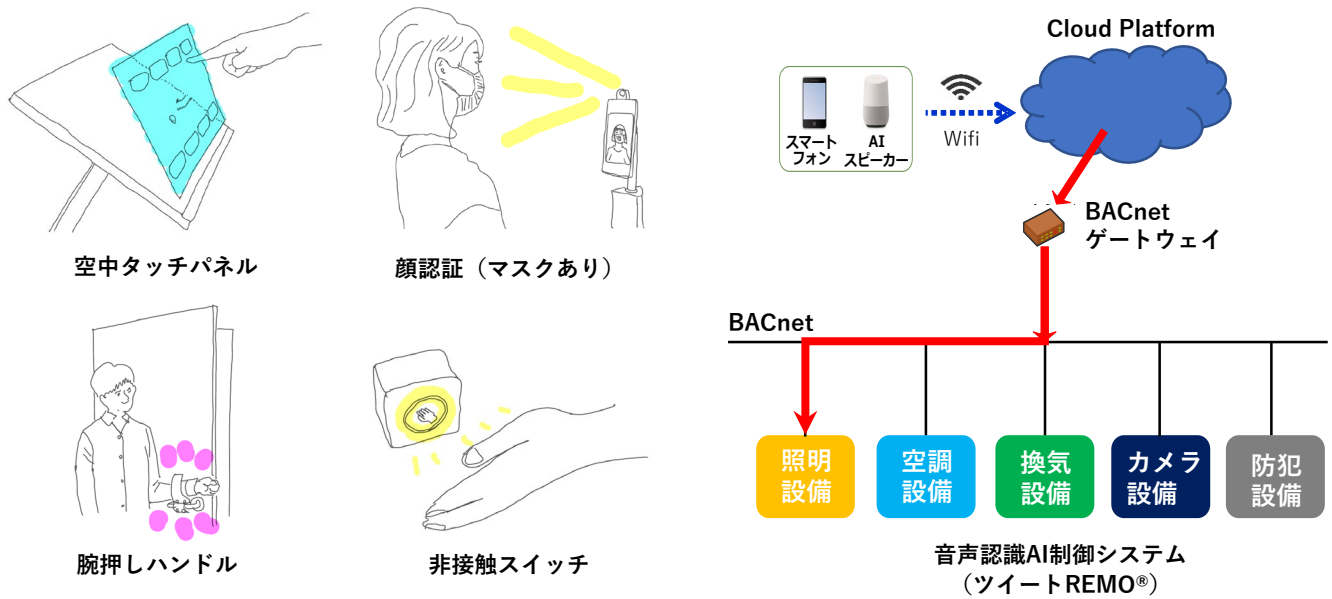 空中タッチパネル
顔認証（マスクあり）
腕押しハンドル
非接触スイッチ
Cloud Platform
スマート
フォン
AI
スピーカー
Wifi
BACnet
ゲートウェイ
BACnet
照明
設備
空調
設備
換気
設備
カメラ
設備
防犯
設備
音声認識AI制御システム
（ツイートREMO®）